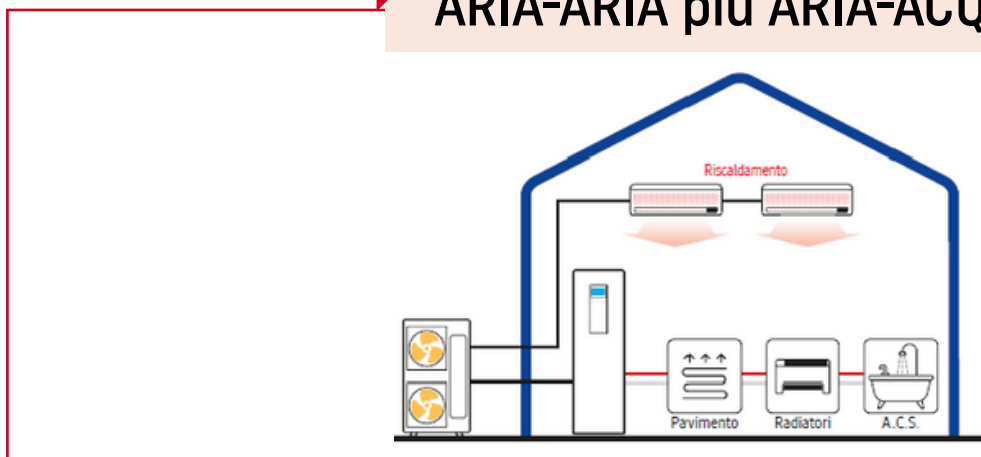 ARIA-ARIA più ARIA-ACQ
Riscaldamento
Pavimento
Radiatori
A.C.S.